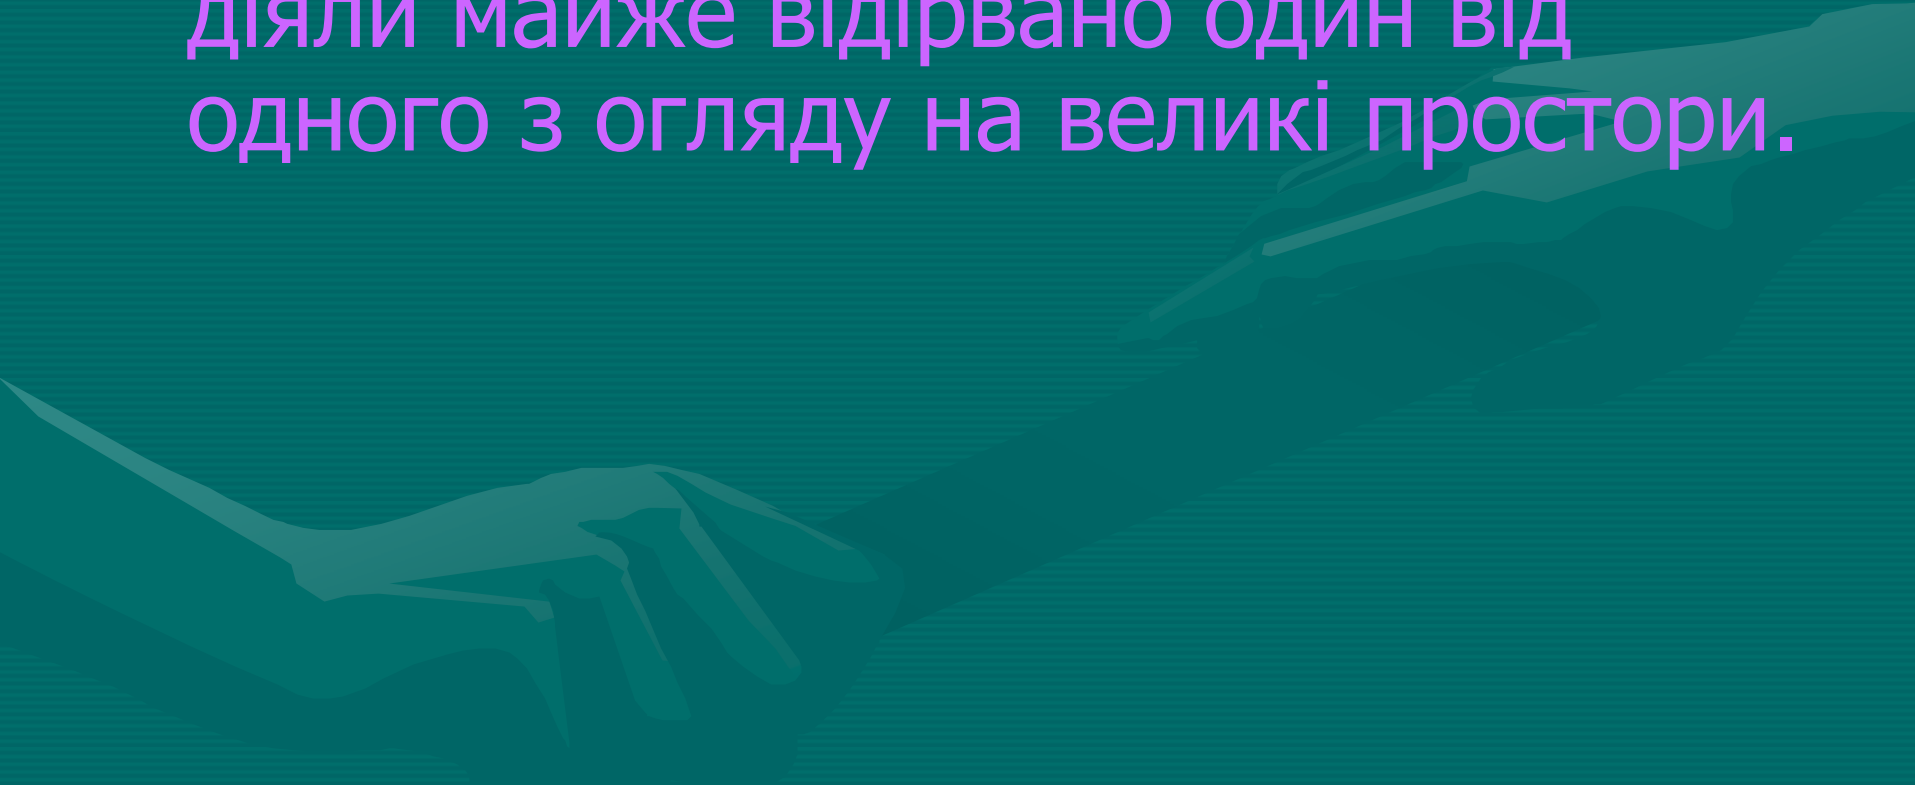 діяли майже відірвано один від
одного з огляду на великі простори.